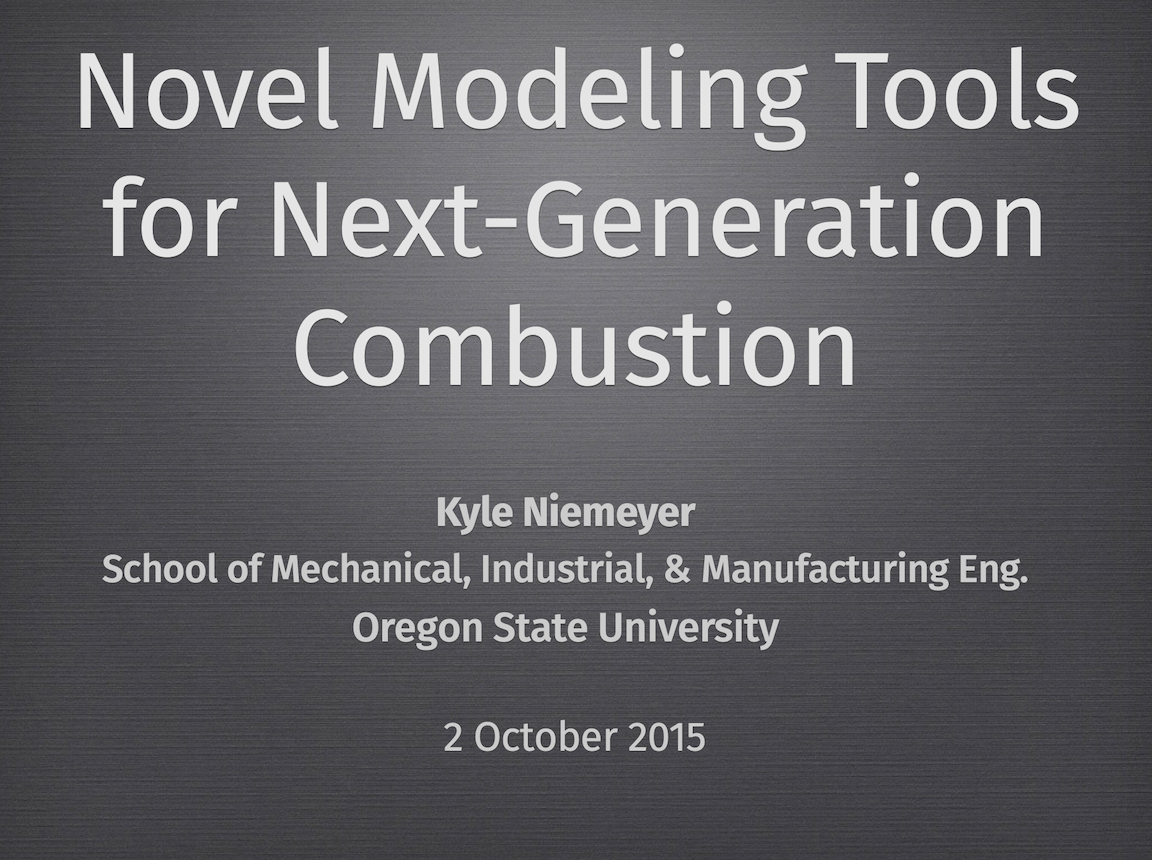 Novel Modeling Tools
for Next-Generation
Combustion
Kyle Niemeyer
School of Mechanical, Industrial, & Manufacturing Eng.
Oregon State University
2 October 2015